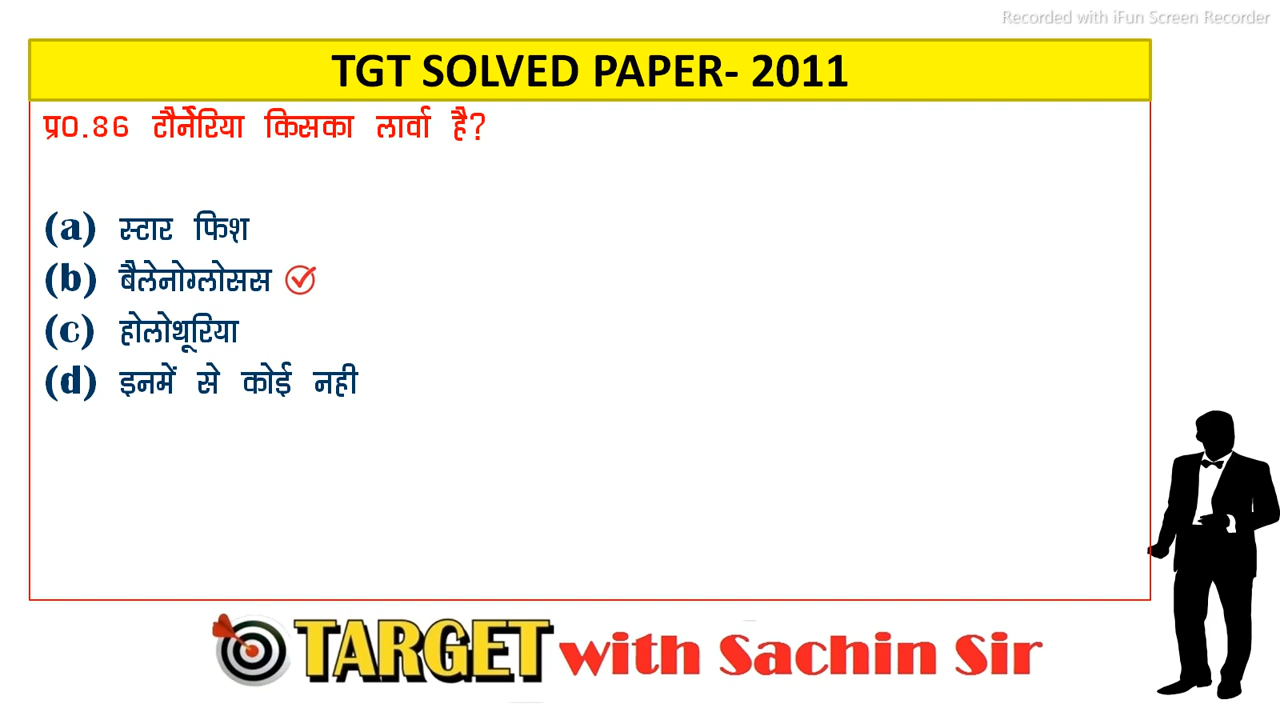 Recorded with iFun Screen Recorder
TGT SOLVED PAPER- 2011
प्र0.86 टौर्नेरिया किसका लार्वा है?
(a) स्टार फिश
(b) बैलेनोग्लोसस
(c) होलोथूरिया
(d) इनमें से कोई नही
TARGET with Sachin Sir